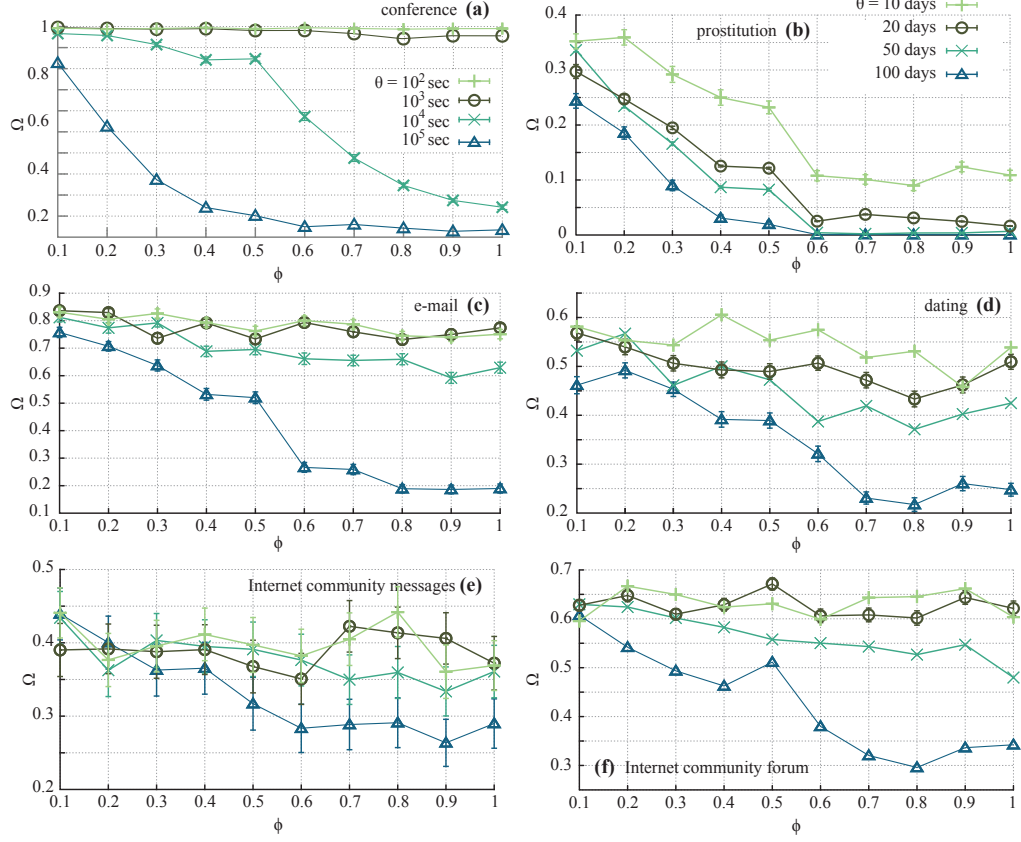 conference (a)
1
0.8
0.6
0.4
0.2
Ω
θ = 10² sec
10³ sec
10⁴ sec
10⁵ sec
0.1 0.2 0.3 0.4 0.5 0.6 0.7 0.8 0.9 1
ϕ
θ = 10 days
20 days
50 days
100 days
prostitution (b)
0.4
0.3
0.2
0.1
0
Ω
0.1 0.2 0.3 0.4 0.5 0.6 0.7 0.8 0.9 1
ϕ
e-mail (c)
0.9
0.8
0.7
0.6
0.5
0.4
0.3
0.2
0.1
Ω
0.1 0.2 0.3 0.4 0.5 0.6 0.7 0.8 0.9 1
ϕ
dating (d)
0.6
0.5
0.4
0.3
0.2
Ω
0.1 0.2 0.3 0.4 0.5 0.6 0.7 0.8 0.9 1
ϕ
Internet community messages (e)
0.5
0.4
0.3
0.2
Ω
0.1 0.2 0.3 0.4 0.5 0.6 0.7 0.8 0.9 1
ϕ
0.7
0.6
0.5
0.4
0.3
Ω
(f) Internet community forum
0.1 0.2 0.3 0.4 0.5 0.6 0.7 0.8 0.9 1
ϕ